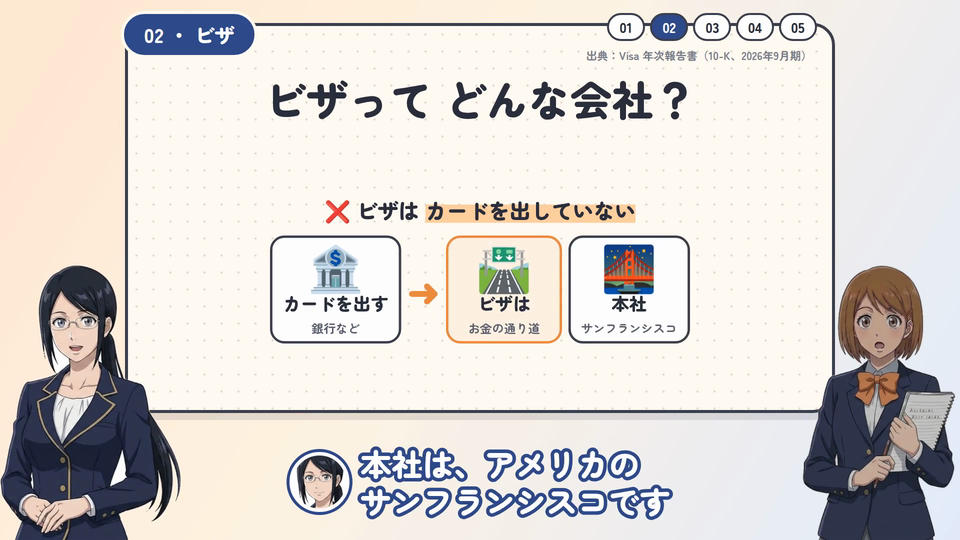 02 ・ ビザ
01 02 03 04 05
出典：Visa 年次報告書（10-K、2026年9月期）
ビザって どんな会社？
❌ ビザは カードを出していない
カードを出す
銀行など
ビザは
お金の通り道
本社
サンフランシスコ
本社は、アメリカの
サンフランシスコです